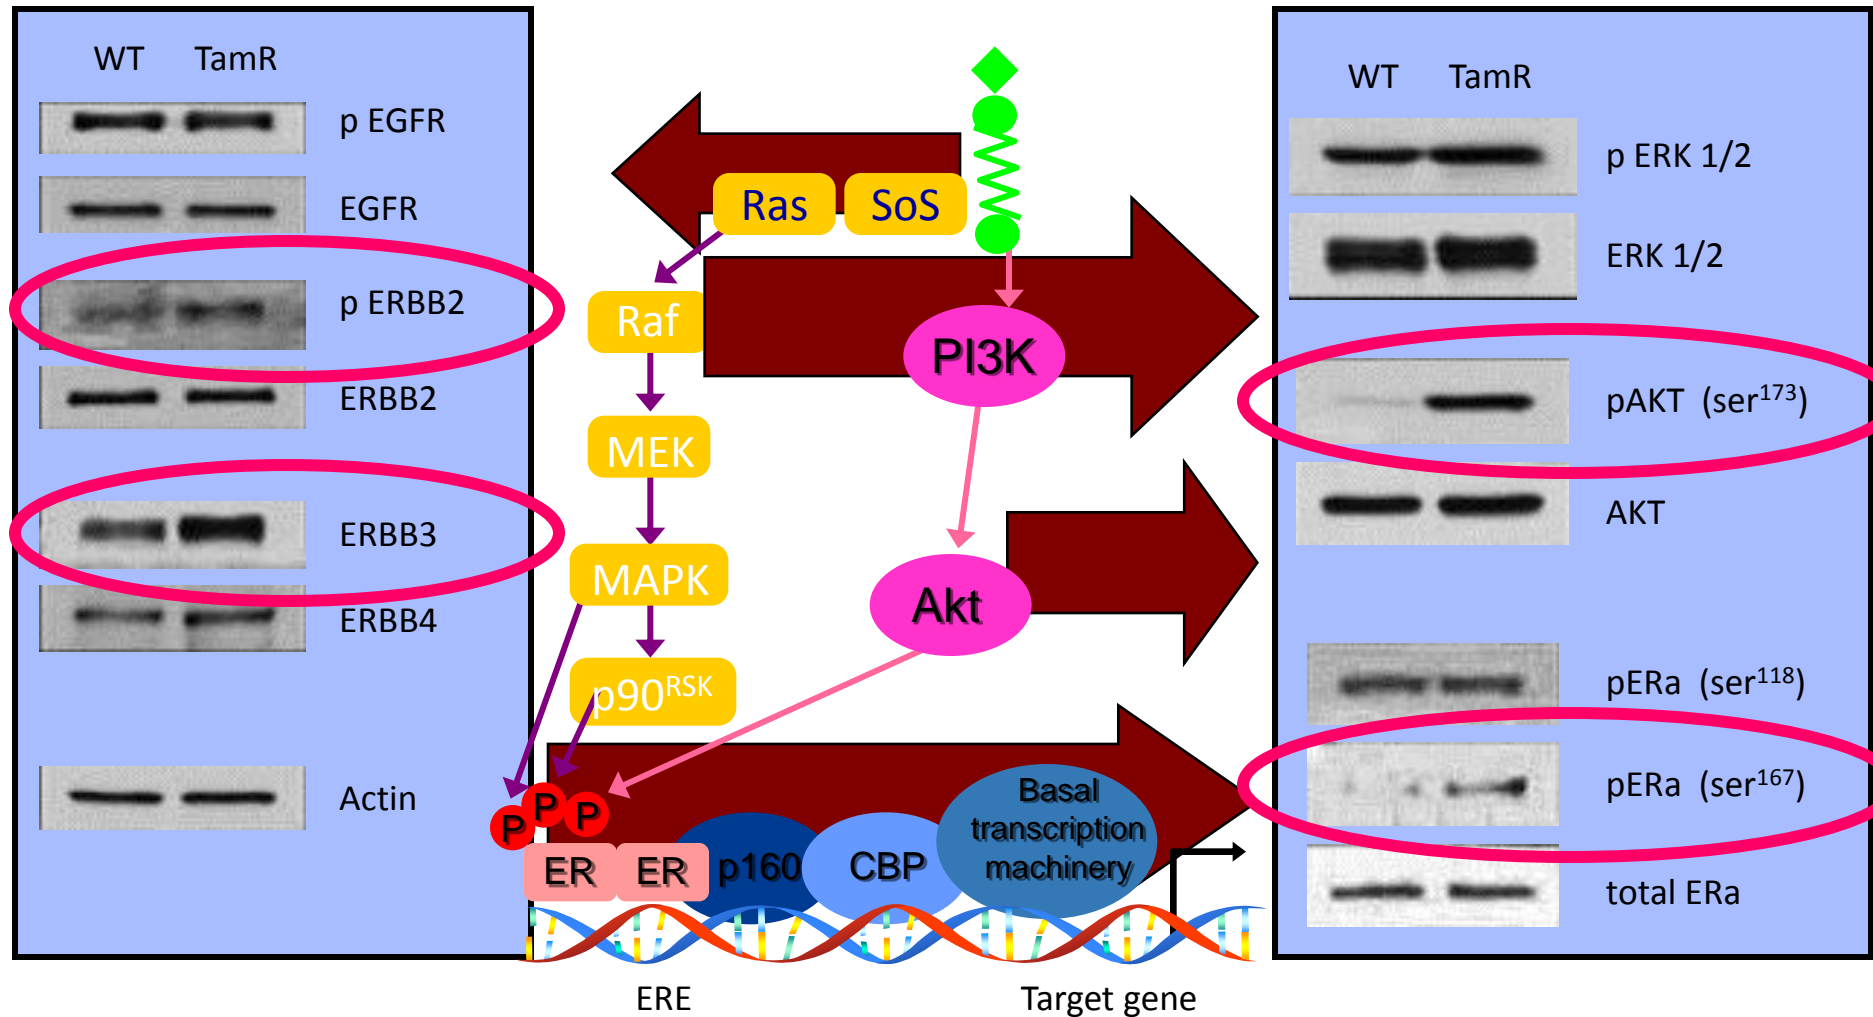 WT TamR
p EGFR
EGFR
p ERBB2
ERBB2
ERBB3
ERBB4
Actin
Ras SoS
Raf
PI3K
MEK
MAPK
Akt
p90RSK
P P P
ER ER p160 CBP
Basal
transcription
machinery
ERE Target gene
WT TamR
p ERK 1/2
ERK 1/2
pAKT (ser173)
AKT
pERa (ser118)
pERa (ser167)
total ERa